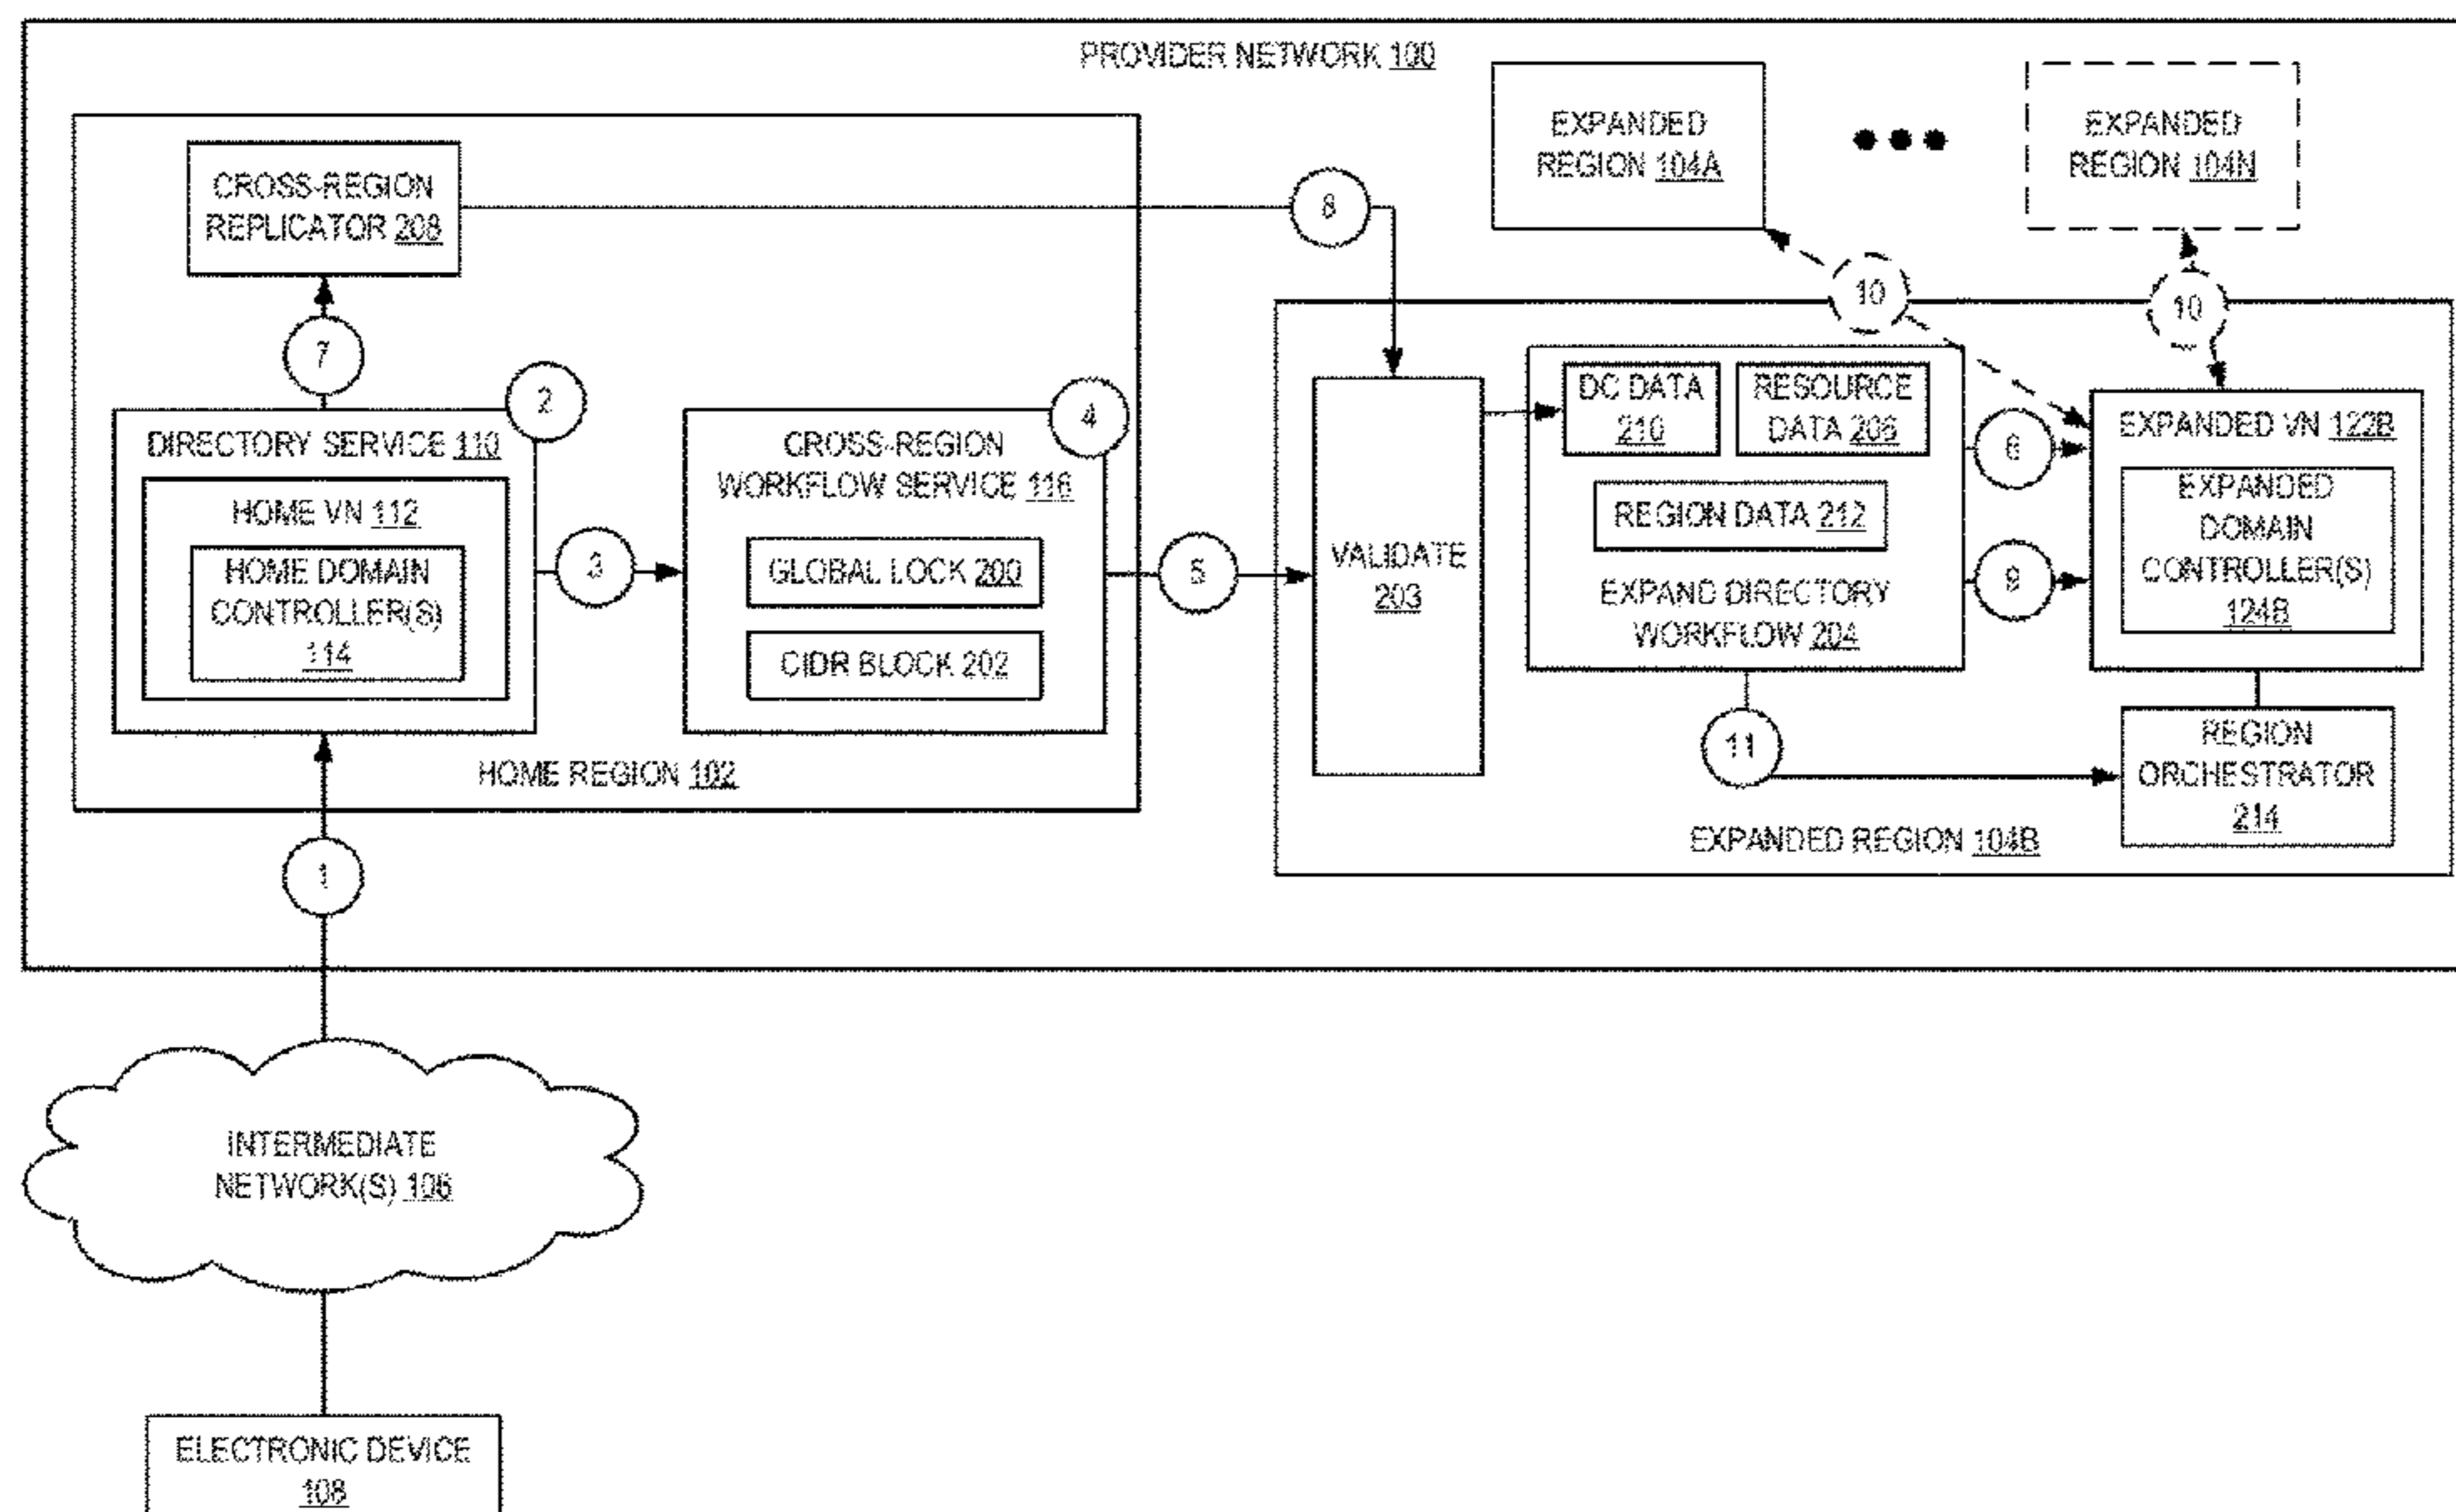 PROVIDER NETWORK 100
CROSS-REGION
REPLICATOR 208
EXPANDED
REGION 104A
EXPANDED
REGION 104N
8
10
10
7
2
4
DIRECTORY SERVICE 110
HOME VN 112
HOME DOMAIN
CONTROLLER(S)
114
3
CROSS-REGION
WORKFLOW SERVICE 116
GLOBAL LOCK 200
CIDR BLOCK 202
HOME REGION 102
5
VALIDATE
203
DC DATA
210
RESOURCE
DATA 206
REGION DATA 212
EXPAND DIRECTORY
WORKFLOW 204
6
9
EXPANDED VN 122B
EXPANDED
DOMAIN
CONTROLLER(S)
124B
11
REGION
ORCHESTRATOR
214
EXPANDED REGION 104B
1
INTERMEDIATE
NETWORK(S) 106
ELECTRONIC DEVICE
108